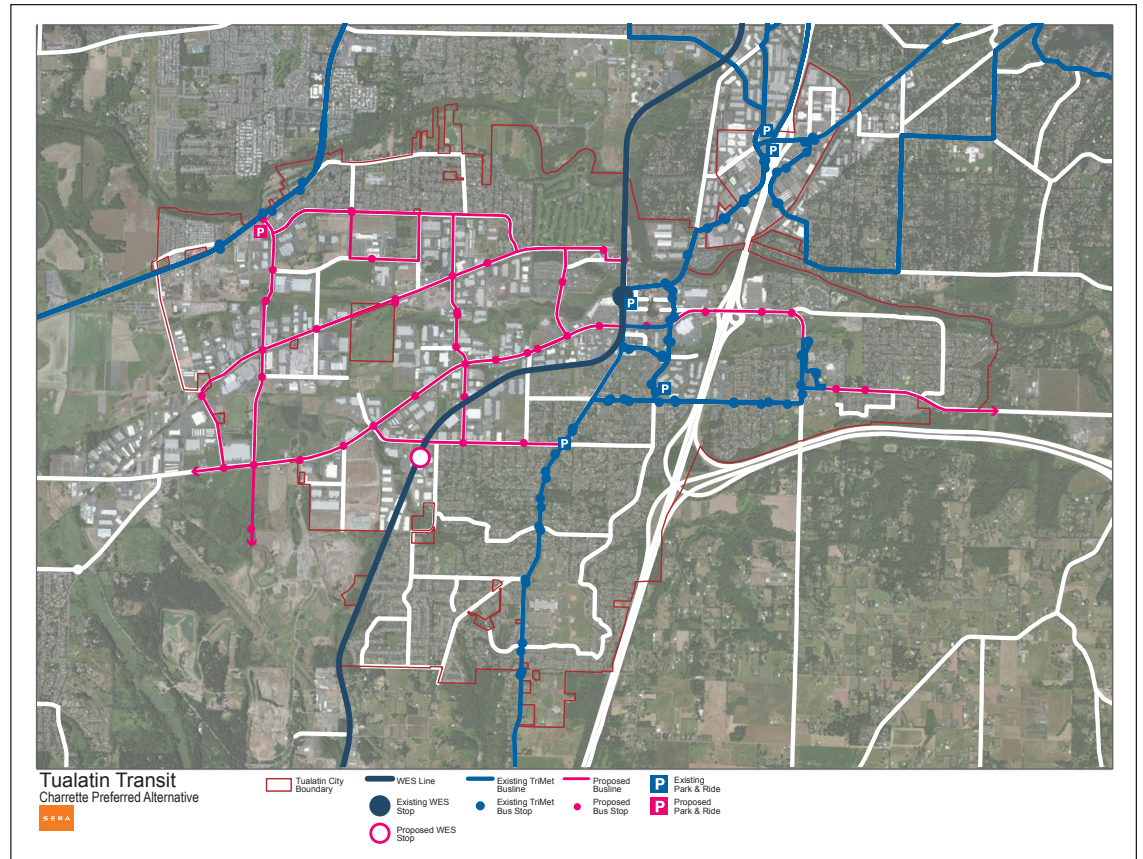 P
P
P
P
P
P
Tualatin Transit
Charrette Preferred Alternative
SERA
Tualatin City
Boundary
WES Line
Existing WES
Stop
Proposed WES
Stop
Existing TriMet
Busline
Existing TriMet
Bus Stop
Proposed
Busline
Proposed
Bus Stop
P Existing
Park & Ride
P Proposed
Park & Ride